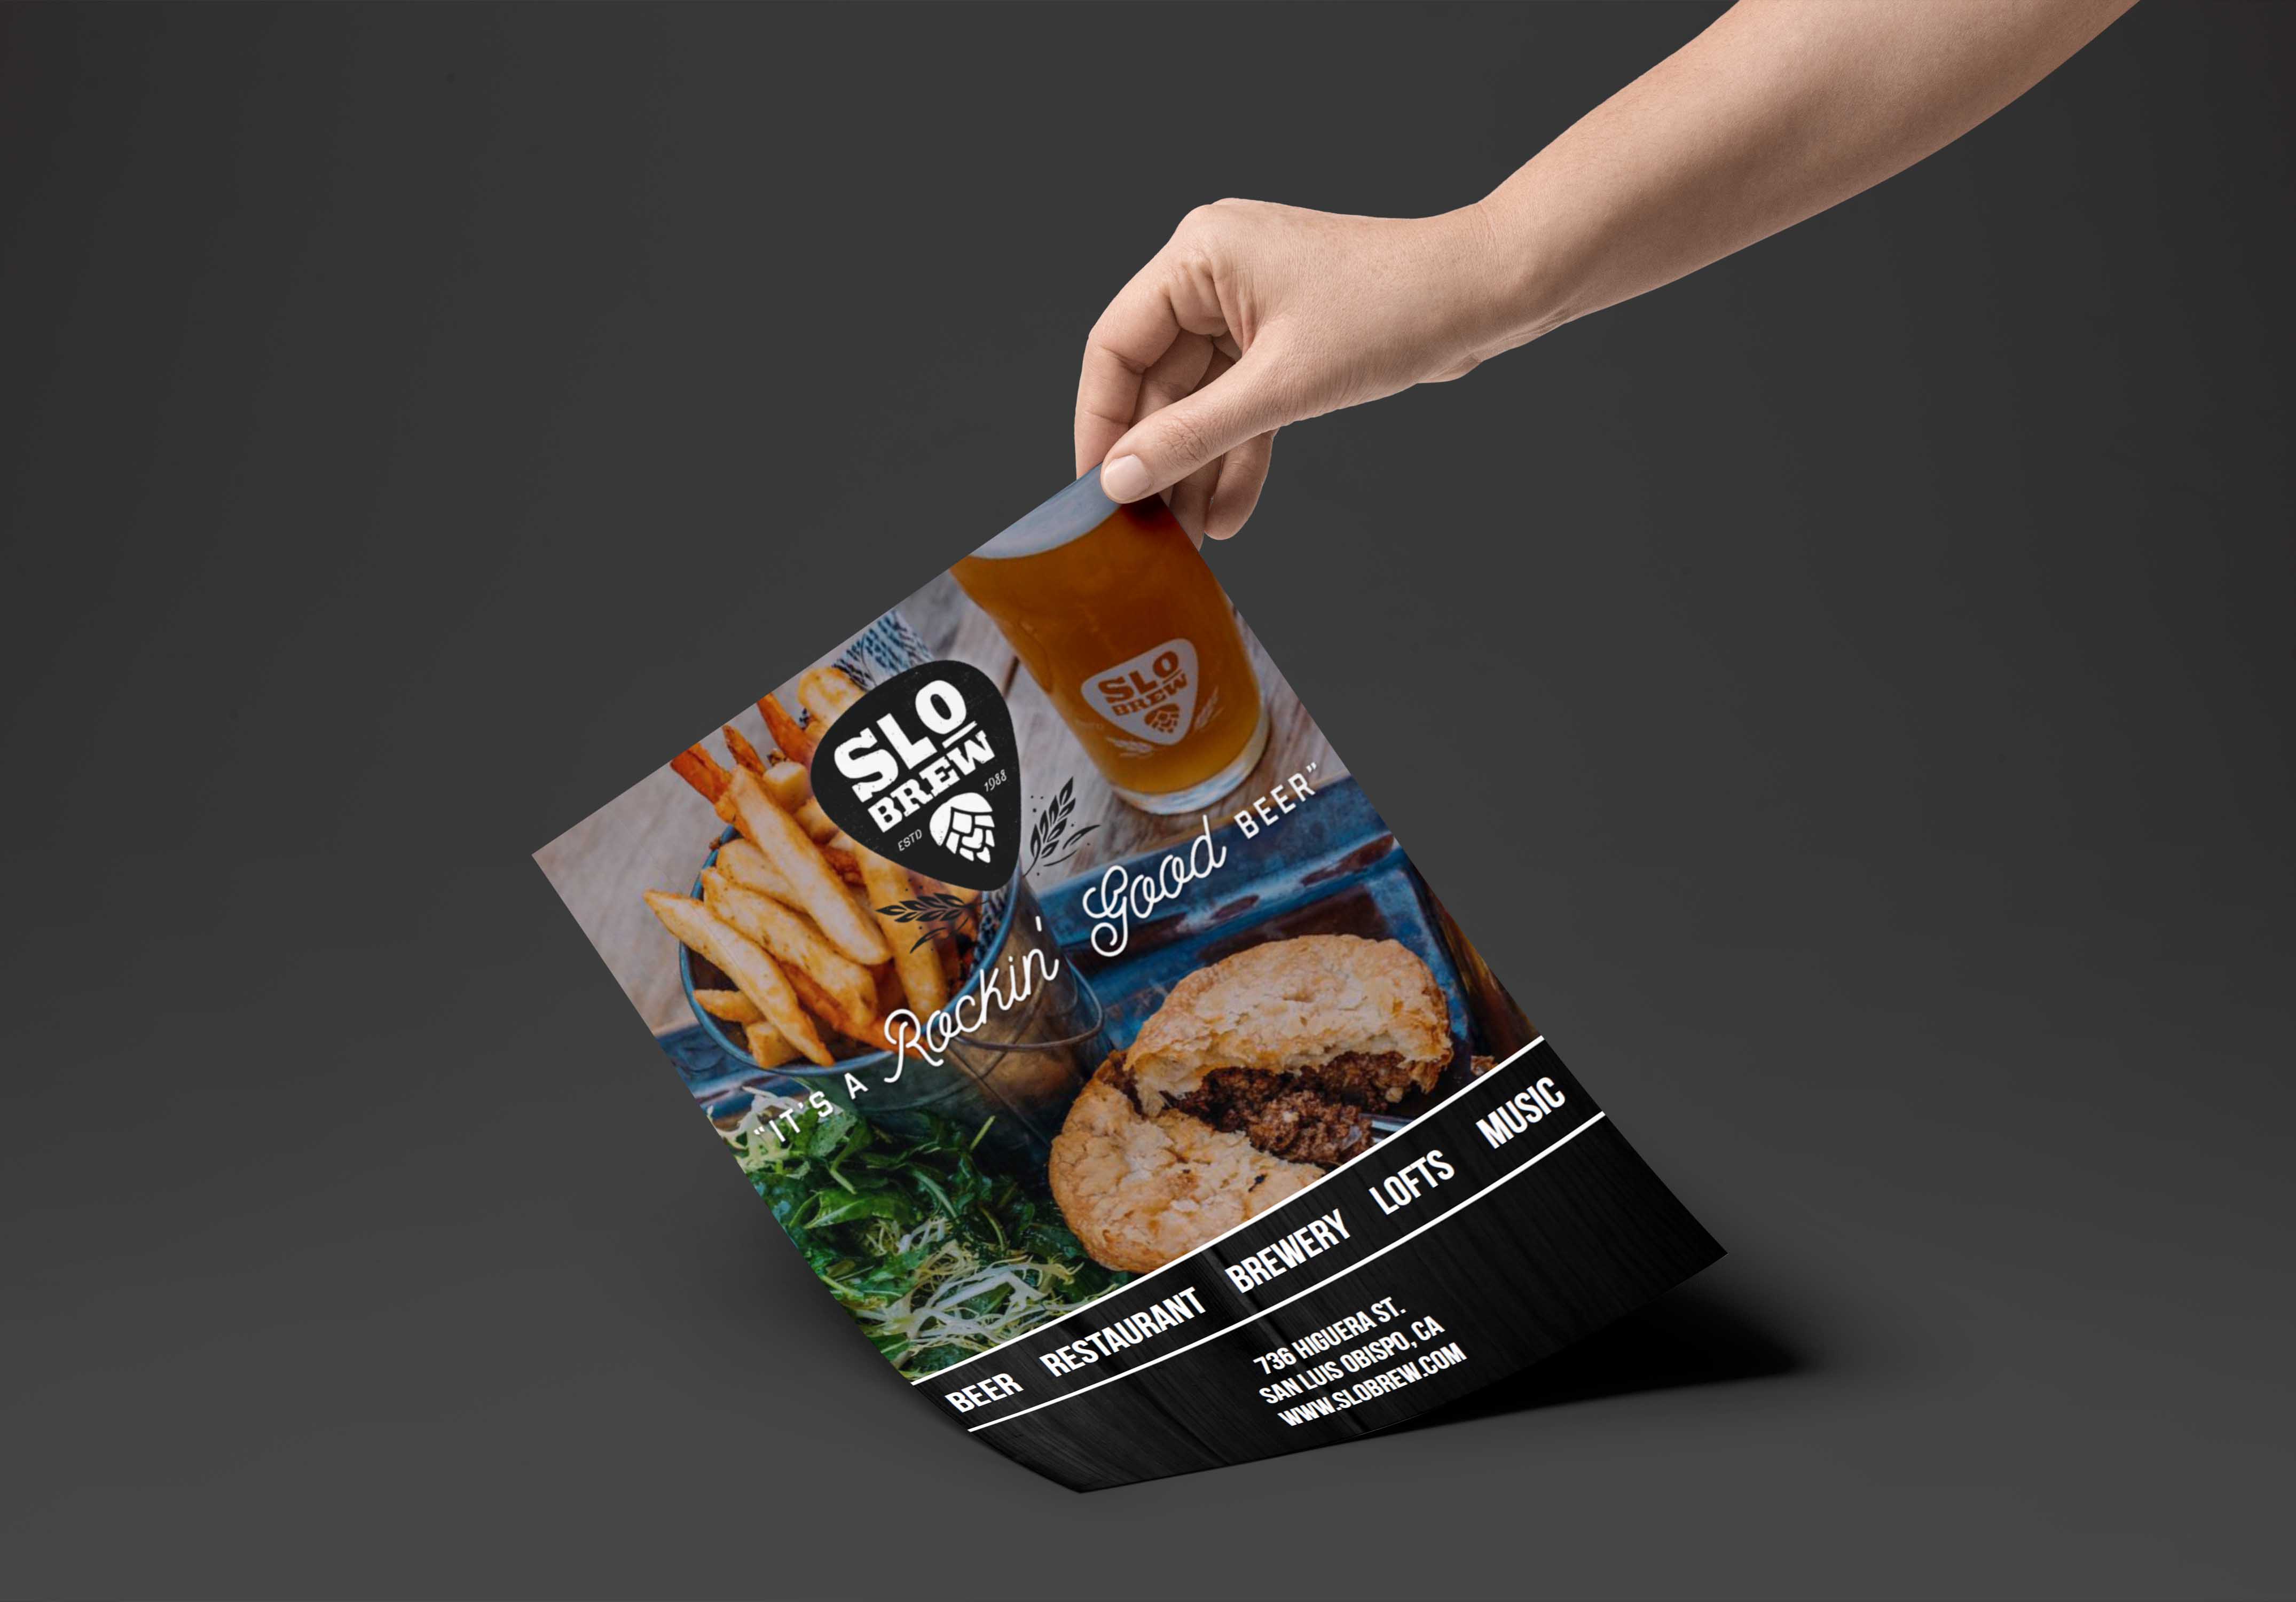 SLO
BREW
ESTD 1988
SLO
BREW
"IT'S A Rockin' Good BEER"
BEER RESTAURANT BREWERY LOFTS MUSIC
736 HIGUERA ST.
SAN LUIS OBISPO, CA
WWW.SLOBREW.COM